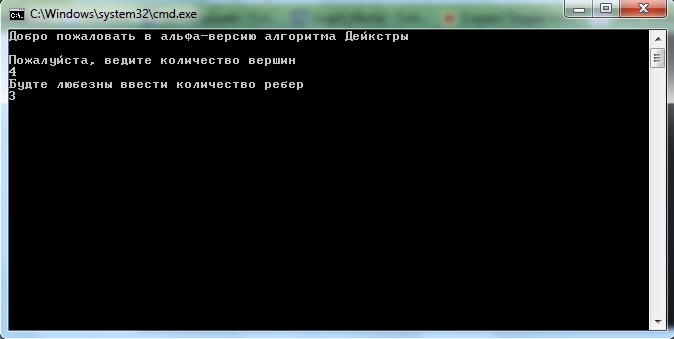 C:\Windows\system32\cmd.exe
Добро пожаловать в альфа-версию алгоритма Дейкстры
Пожалуйста, ведите количество вершин
4
Будте любезны ввести количество ребер
3